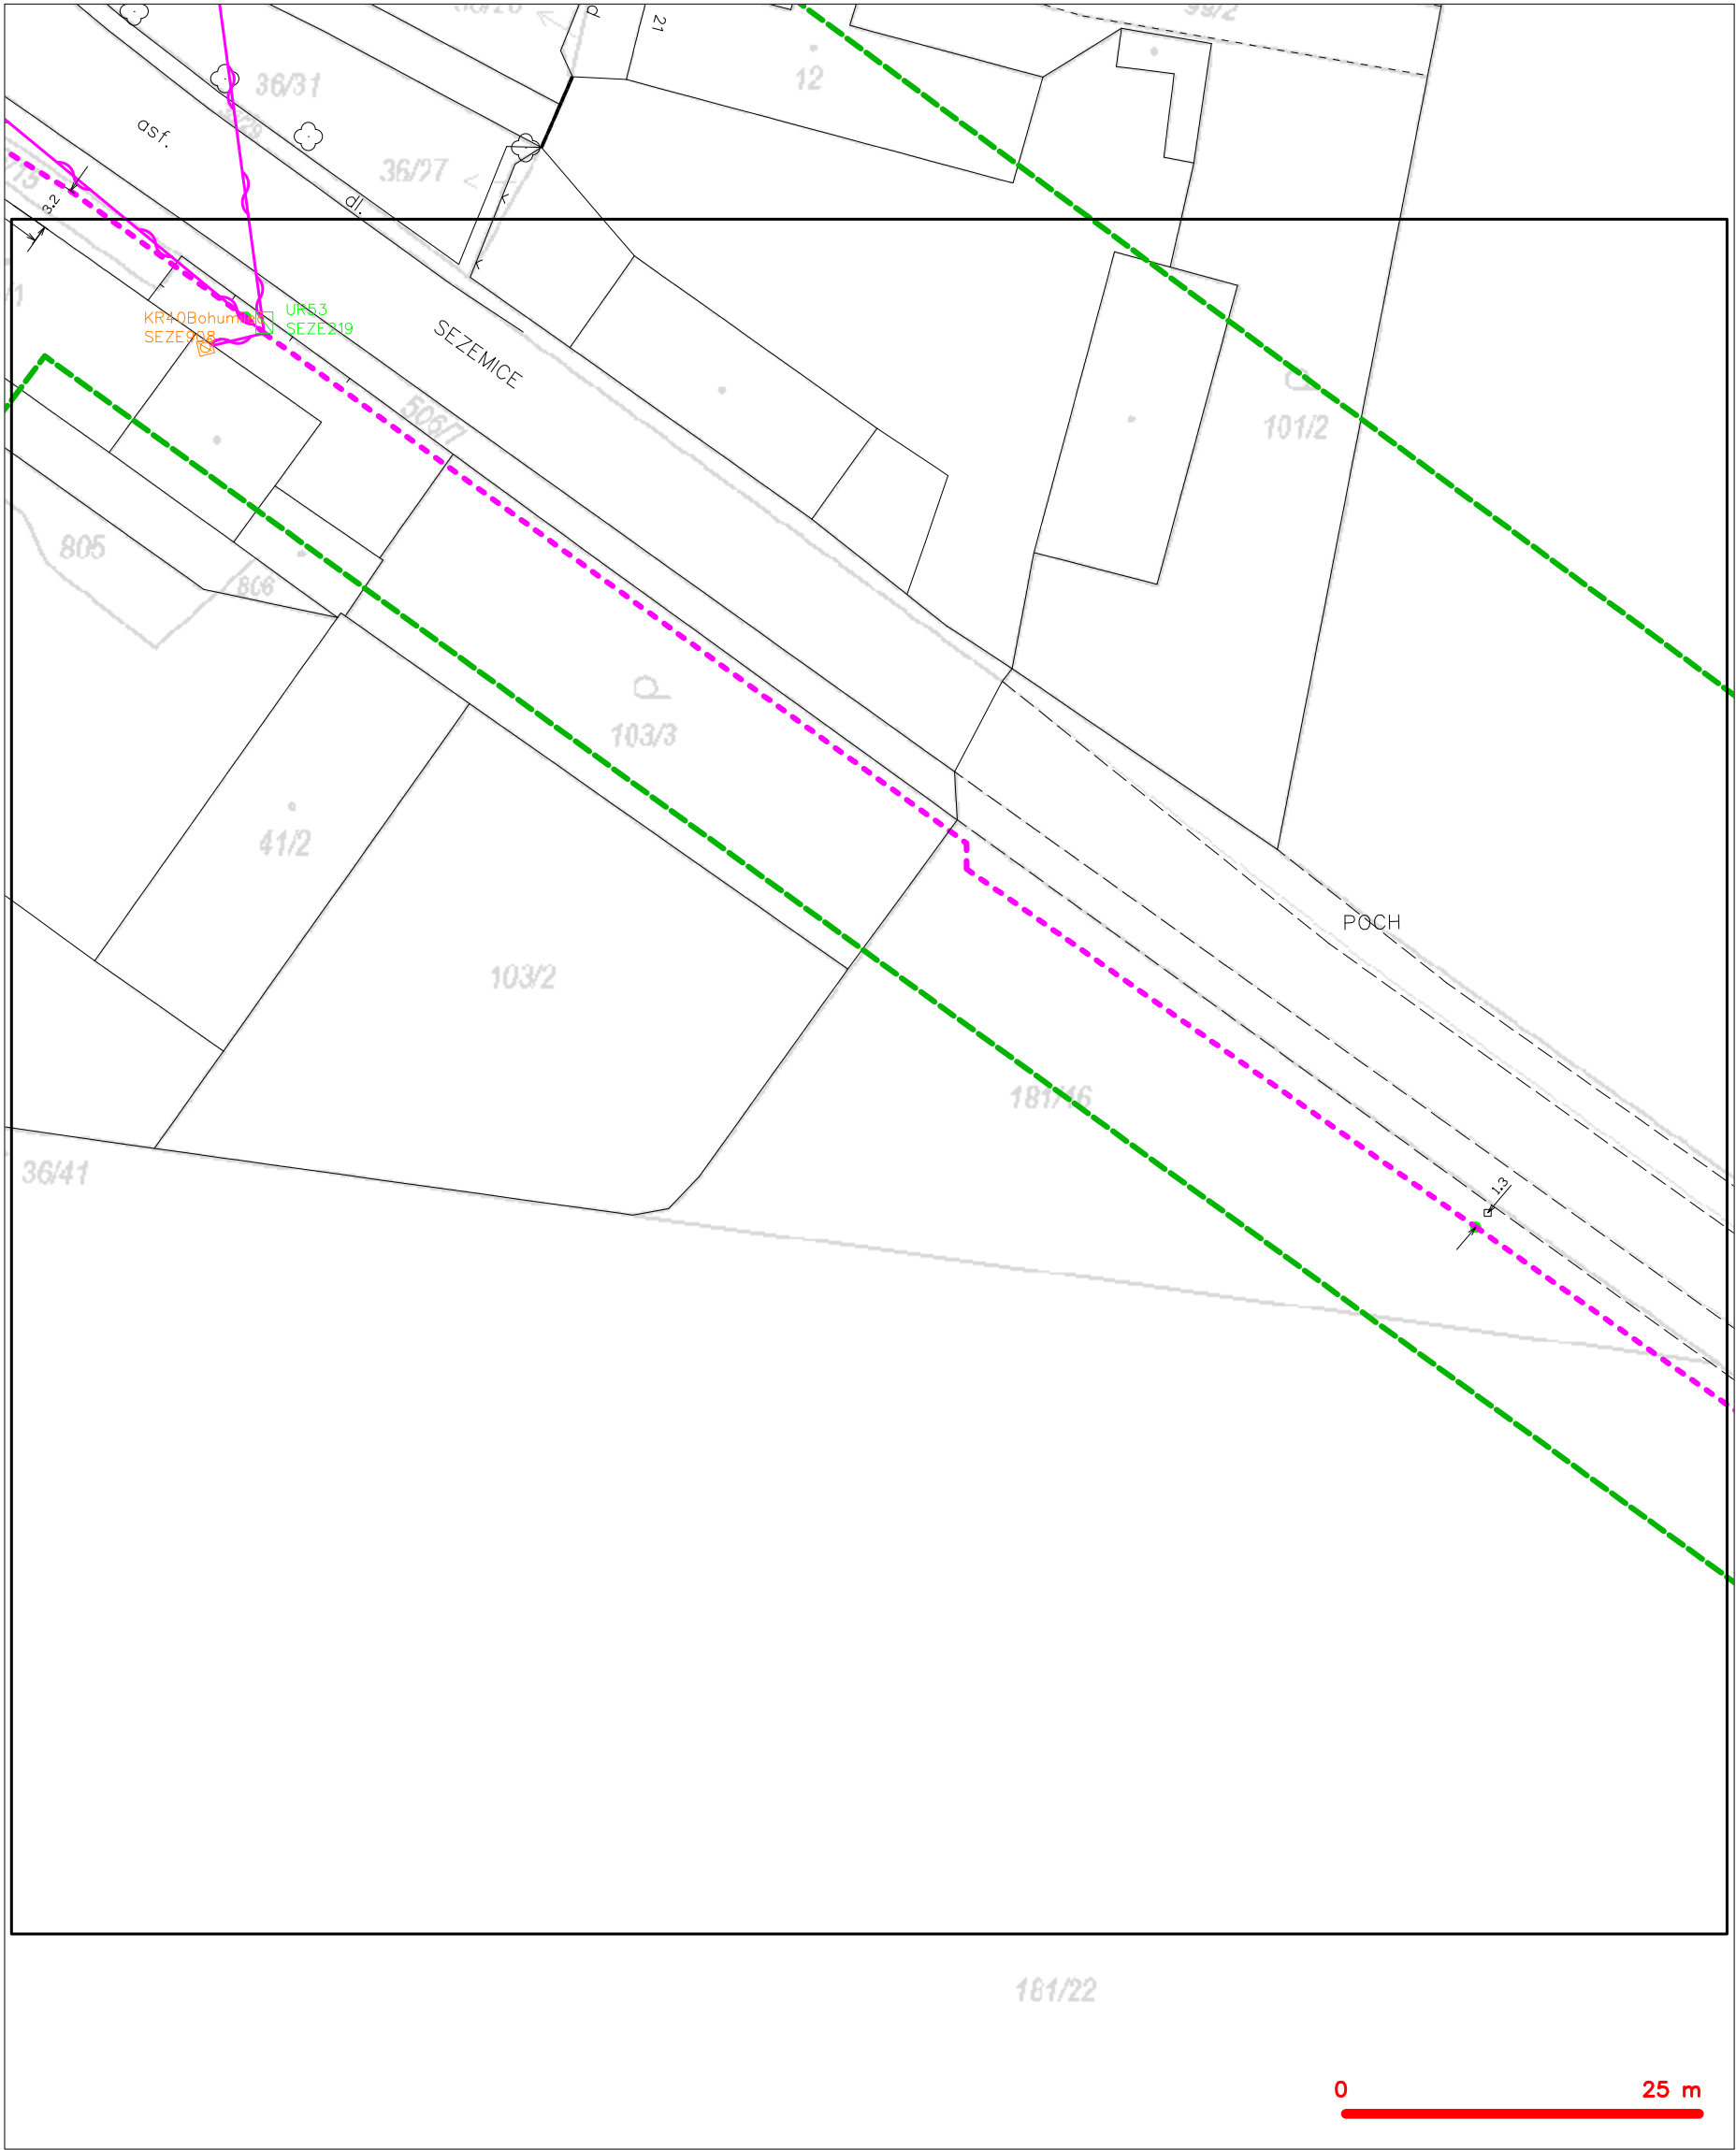 99/2
21
36/31
12
asf.
36/27
dl.
3.2
KR40Bohum
UR53
SEZE219
SEZEMICE
506/7
101/2
805
806
103/3
41/2
POCH
103/2
181/16
36/41
1.3
181/22
0 25 m